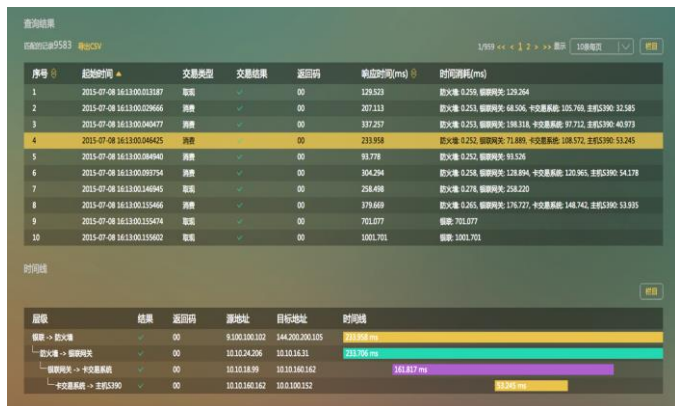 查询结果
匹配的记录9583 导出CSV
1/959 << < 1 2 > >> 显示 10条每页 栏目
序号 起始时间 交易类型 交易结果 返回码 响应时间(ms) 时间消耗(ms)
1 2015-07-08 16:13:00.013187 取现 ✓ 00 129.523 防火墙: 0.259, 银联网关: 129.264
2 2015-07-08 16:13:00.029666 消费 ✓ 00 207.113 防火墙: 0.253, 银联网关: 68.506, 卡交易系统: 105.769, 主机S390: 32.585
3 2015-07-08 16:13:00.040477 消费 ✓ 00 337.257 防火墙: 0.253, 银联网关: 198.318, 卡交易系统: 97.712, 主机S390: 40.973
4 2015-07-08 16:13:00.046425 消费 ✓ 00 233.958 防火墙: 0.252, 银联网关: 71.889, 卡交易系统: 108.572, 主机S390: 53.245
5 2015-07-08 16:13:00.084940 消费 ✓ 00 93.778 防火墙: 0.252, 银联网关: 93.526
6 2015-07-08 16:13:00.093754 消费 ✓ 00 304.294 防火墙: 0.258, 银联网关: 128.894, 卡交易系统: 120.965, 主机S390: 54.178
7 2015-07-08 16:13:00.146945 取现 ✓ 00 258.498 防火墙: 0.278, 银联网关: 258.220
8 2015-07-08 16:13:00.155466 消费 ✓ 00 379.669 防火墙: 0.265, 银联网关: 176.727, 卡交易系统: 148.742, 主机S390: 53.935
9 2015-07-08 16:13:00.155474 取现 ✓ 00 701.077 银联: 701.077
10 2015-07-08 16:13:00.155602 取现 ✓ 00 1001.701 银联: 1001.701
时间线
栏目
层级 结果 返回码 源地址 目标地址 时间线
银联 -> 防火墙 ✓ 00 9.100.100.102 144.200.200.105 233.958 ms
防火墙 -> 银联网关 ✓ 00 10.10.24.206 10.10.16.31 233.706 ms
银联网关 -> 卡交易系统 ✓ 00 10.10.18.99 10.10.160.162 161.817 ms
卡交易系统 -> 主机S390 ✓ 00 10.10.160.162 10.0.100.152 53.245 ms